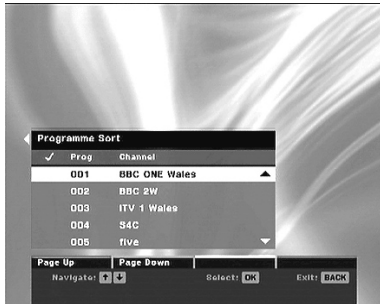 Programme Sort
✓ Prog Channel
001 BBC ONE Wales
002 BBC 2W
003 ITV 1 Wales
004 S4C
005 five
Page Up Page Down
Navigate: Select: OK Exit: BACK